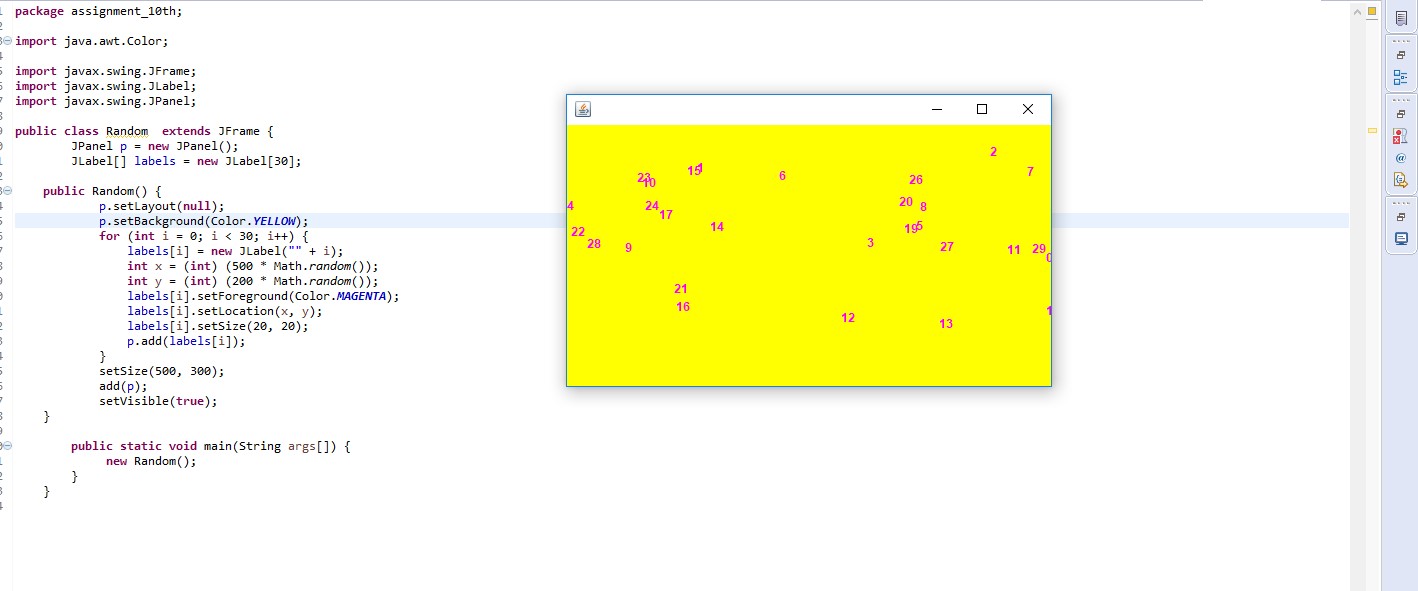 package assignment_10th;
import java.awt.Color;
import javax.swing.JFrame;
import javax.swing.JLabel;
import javax.swing.JPanel;
public class Random  extends JFrame {
JPanel p = new JPanel();
JLabel[] labels = new JLabel[30];
public Random() {
p.setLayout(null);
p.setBackground(Color.YELLOW);
for (int i = 0; i < 30; i++) {
labels[i] = new JLabel("" + i);
int x = (int) (500 * Math.random());
int y = (int) (200 * Math.random());
labels[i].setForeground(Color.MAGENTA);
labels[i].setLocation(x, y);
labels[i].setSize(20, 20);
p.add(labels[i]);
}
setSize(500, 300);
add(p);
setVisible(true);
}
public static void main(String args[]) {
new Random();
}
}
2
15 1 6 7
23 10 26
4 24 17 20 8
22 14 19 5
28 9 3 27 11 29
0
21
16
12 13